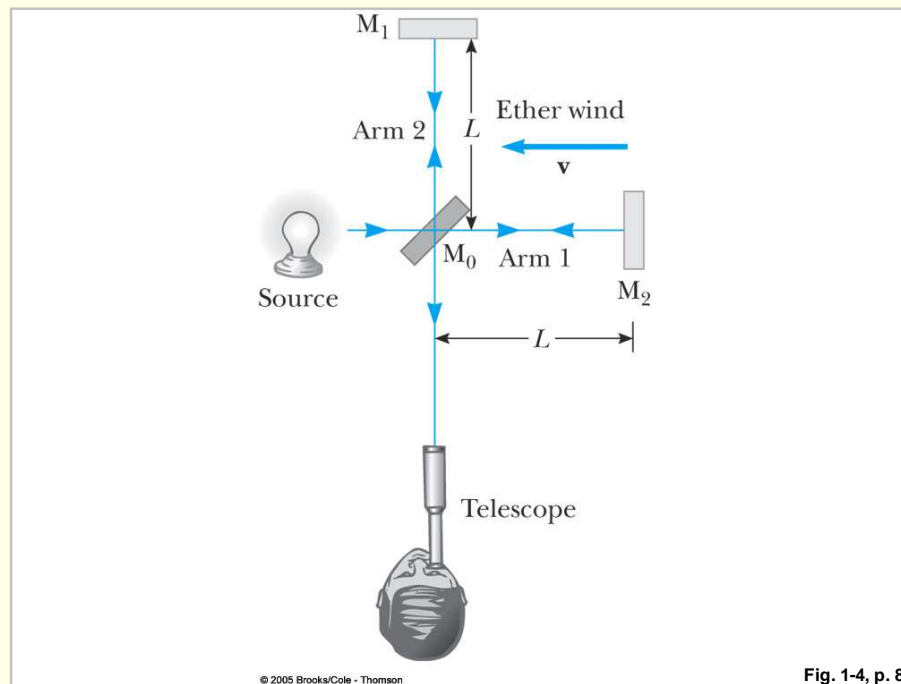 M₁
Arm 2
L
Ether wind
v
M₀
Arm 1
Source
M₂
L
Telescope
© 2005 Brooks/Cole - Thomson
Fig. 1-4, p. 8